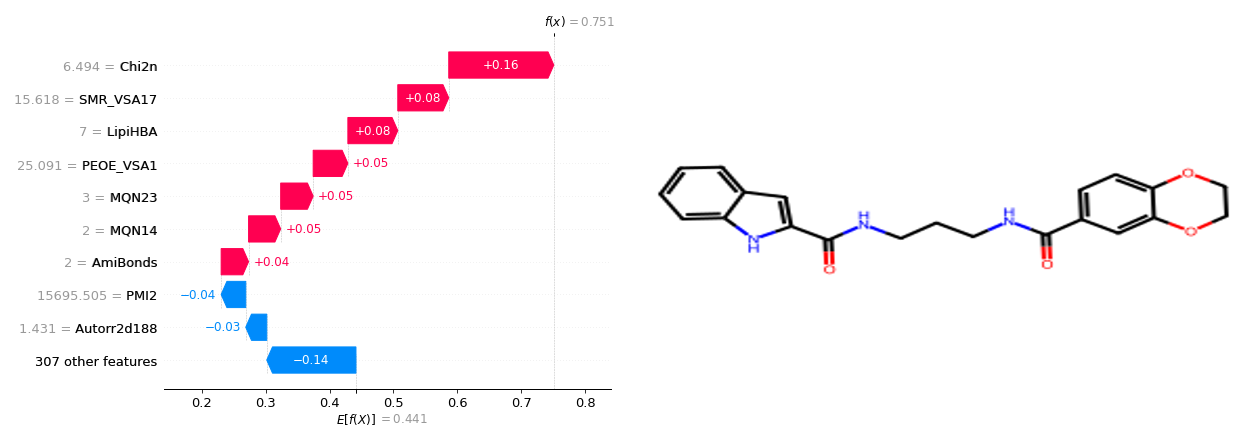 f(x) = 0.751
6.494 = Chi2n
+0.16
15.618 = SMR_VSA17
+0.08
7 = LipiHBA
+0.08
25.091 = PEOE_VSA1
+0.05
3 = MQN23
+0.05
2 = MQN14
+0.05
2 = AmiBonds
+0.04
15695.505 = PMI2
−0.04
1.431 = Autorr2d188
−0.03
307 other features
−0.14
0.2 0.3 0.4 0.5 0.6 0.7 0.8
E[f(X)] = 0.441
H
N
O
N
H
H
N
O
O
O